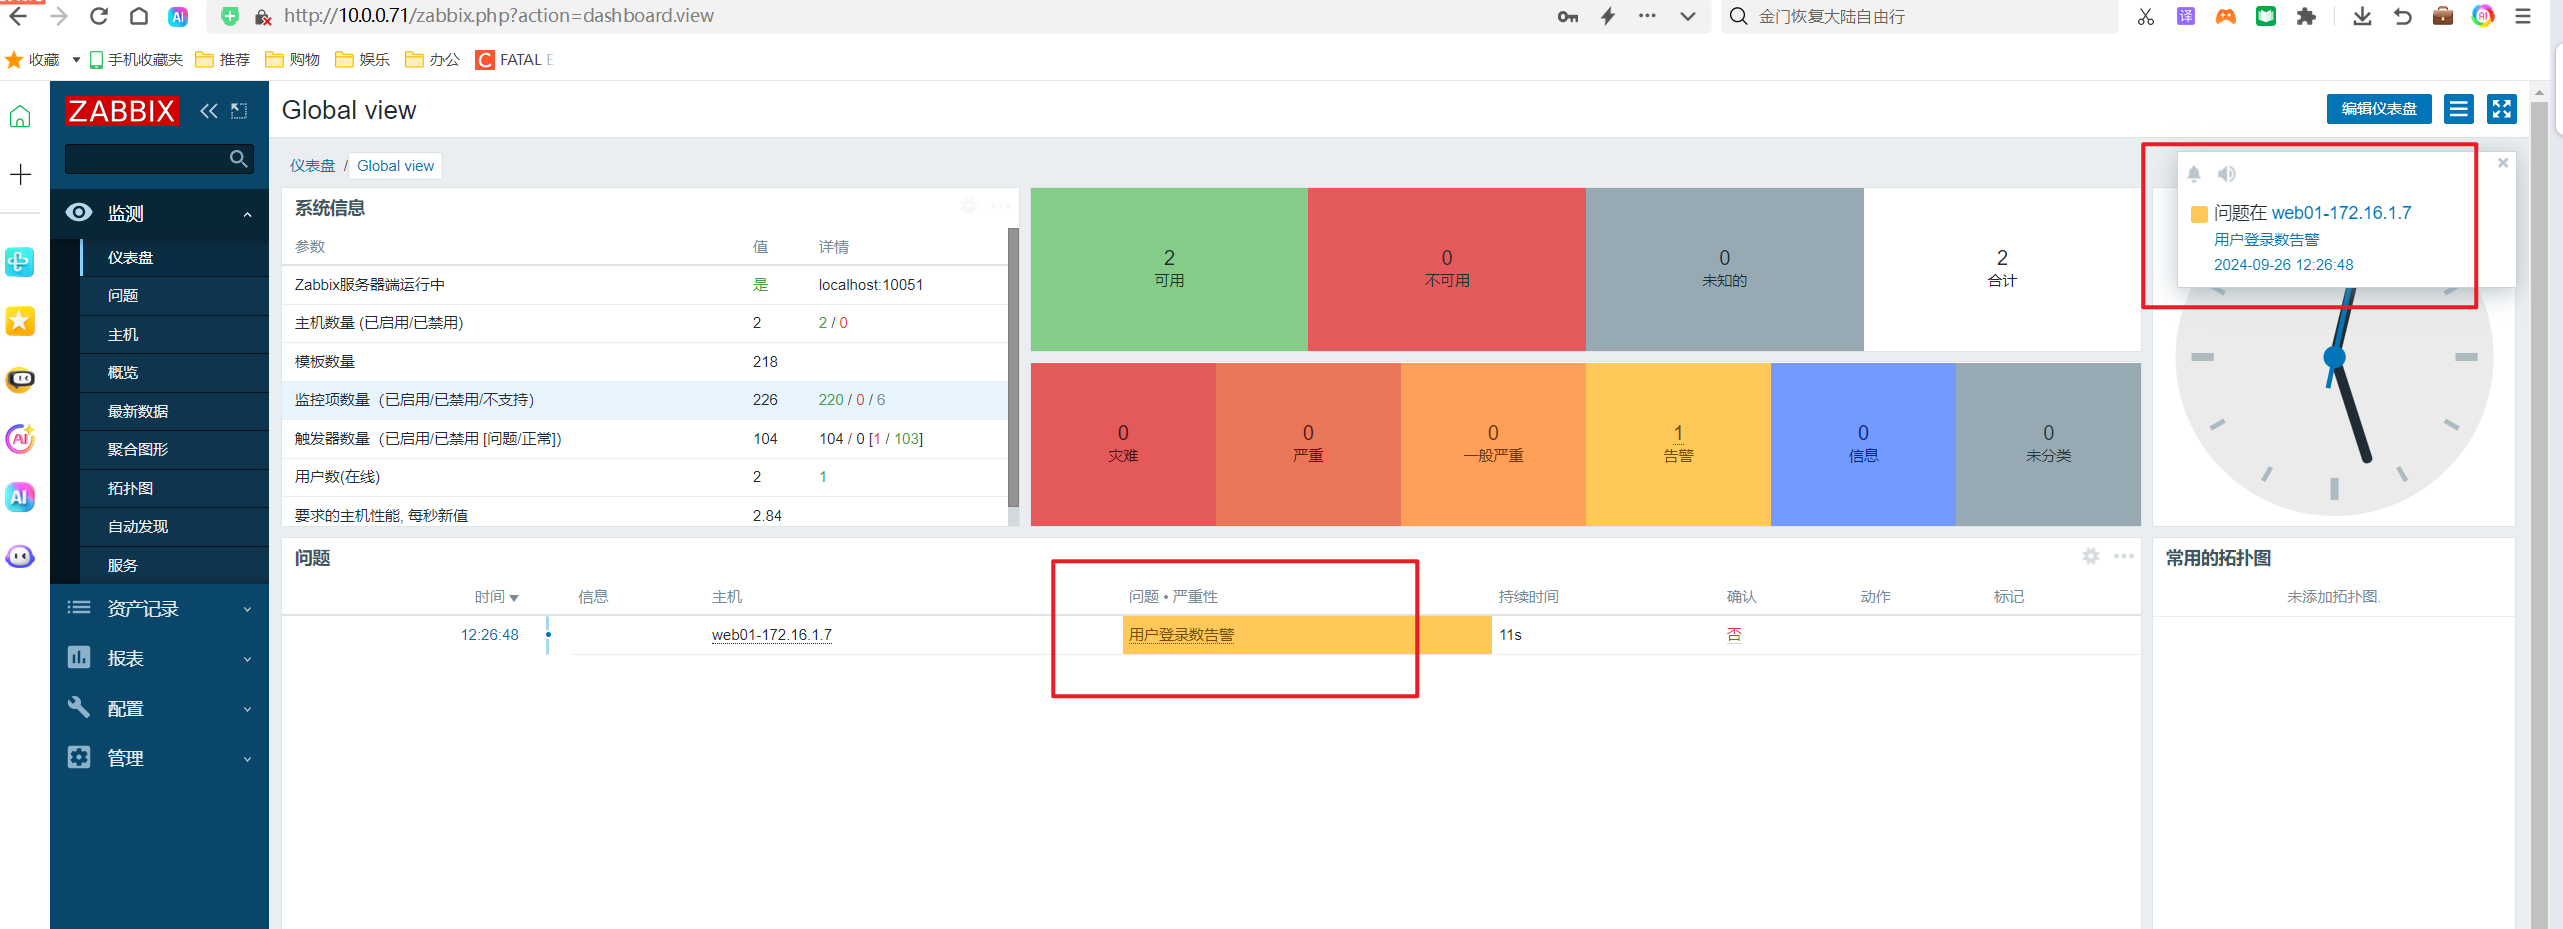 http://10.0.0.71/zabbix.php?action=dashboard.view
金门恢复大陆自由行
收藏
手机收藏夹
推荐
购物
娱乐
办公
FATAL E
ZABBIX
Global view
编辑仪表盘
仪表盘 / Global view
监测
仪表盘
问题
主机
概览
最新数据
聚合图形
拓扑图
自动发现
服务
资产记录
报表
配置
管理
系统信息
参数 值 详情
Zabbix服务器端运行中 是 localhost:10051
主机数量 (已启用/已禁用) 2 2 / 0
模板数量 218
监控项数量 (已启用/已禁用/不支持) 226 220 / 0 / 6
触发器数量 (已启用/已禁用 [问题/正常]) 104 104 / 0 [1 / 103]
用户数(在线) 2 1
要求的主机性能, 每秒新值 2.84
2
可用
0
不可用
0
未知的
2
合计
0
灾难
0
严重
0
一般严重
1
告警
0
信息
0
未分类
问题在 web01-172.16.1.7
用户登录数告警
2024-09-26 12:26:48
问题
时间 信息 主机 问题 • 严重性 持续时间 确认 动作 标记
12:26:48 web01-172.16.1.7 用户登录数告警 11s 否
常用的拓扑图
未添加拓扑图.